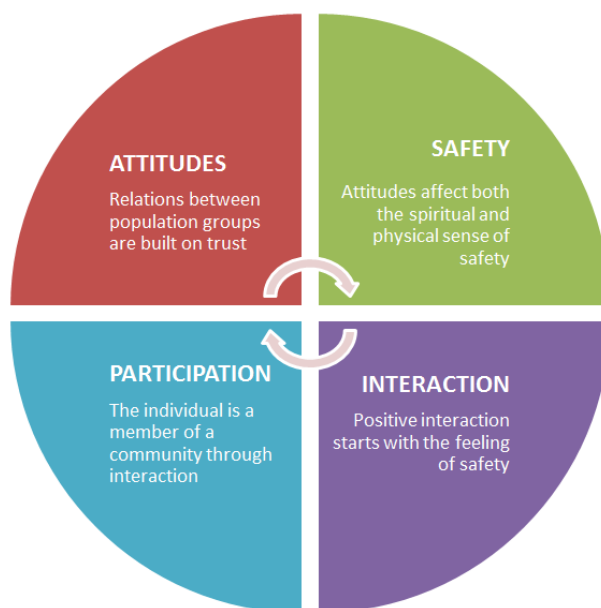 ATTITUDES
Relations between
population groups
are built on trust
SAFETY
Attitudes affect both
the spiritual and
physical sense of
safety
PARTICIPATION
The individual is a
member of a
community through
interaction
INTERACTION
Positive interaction
starts with the feeling
of safety